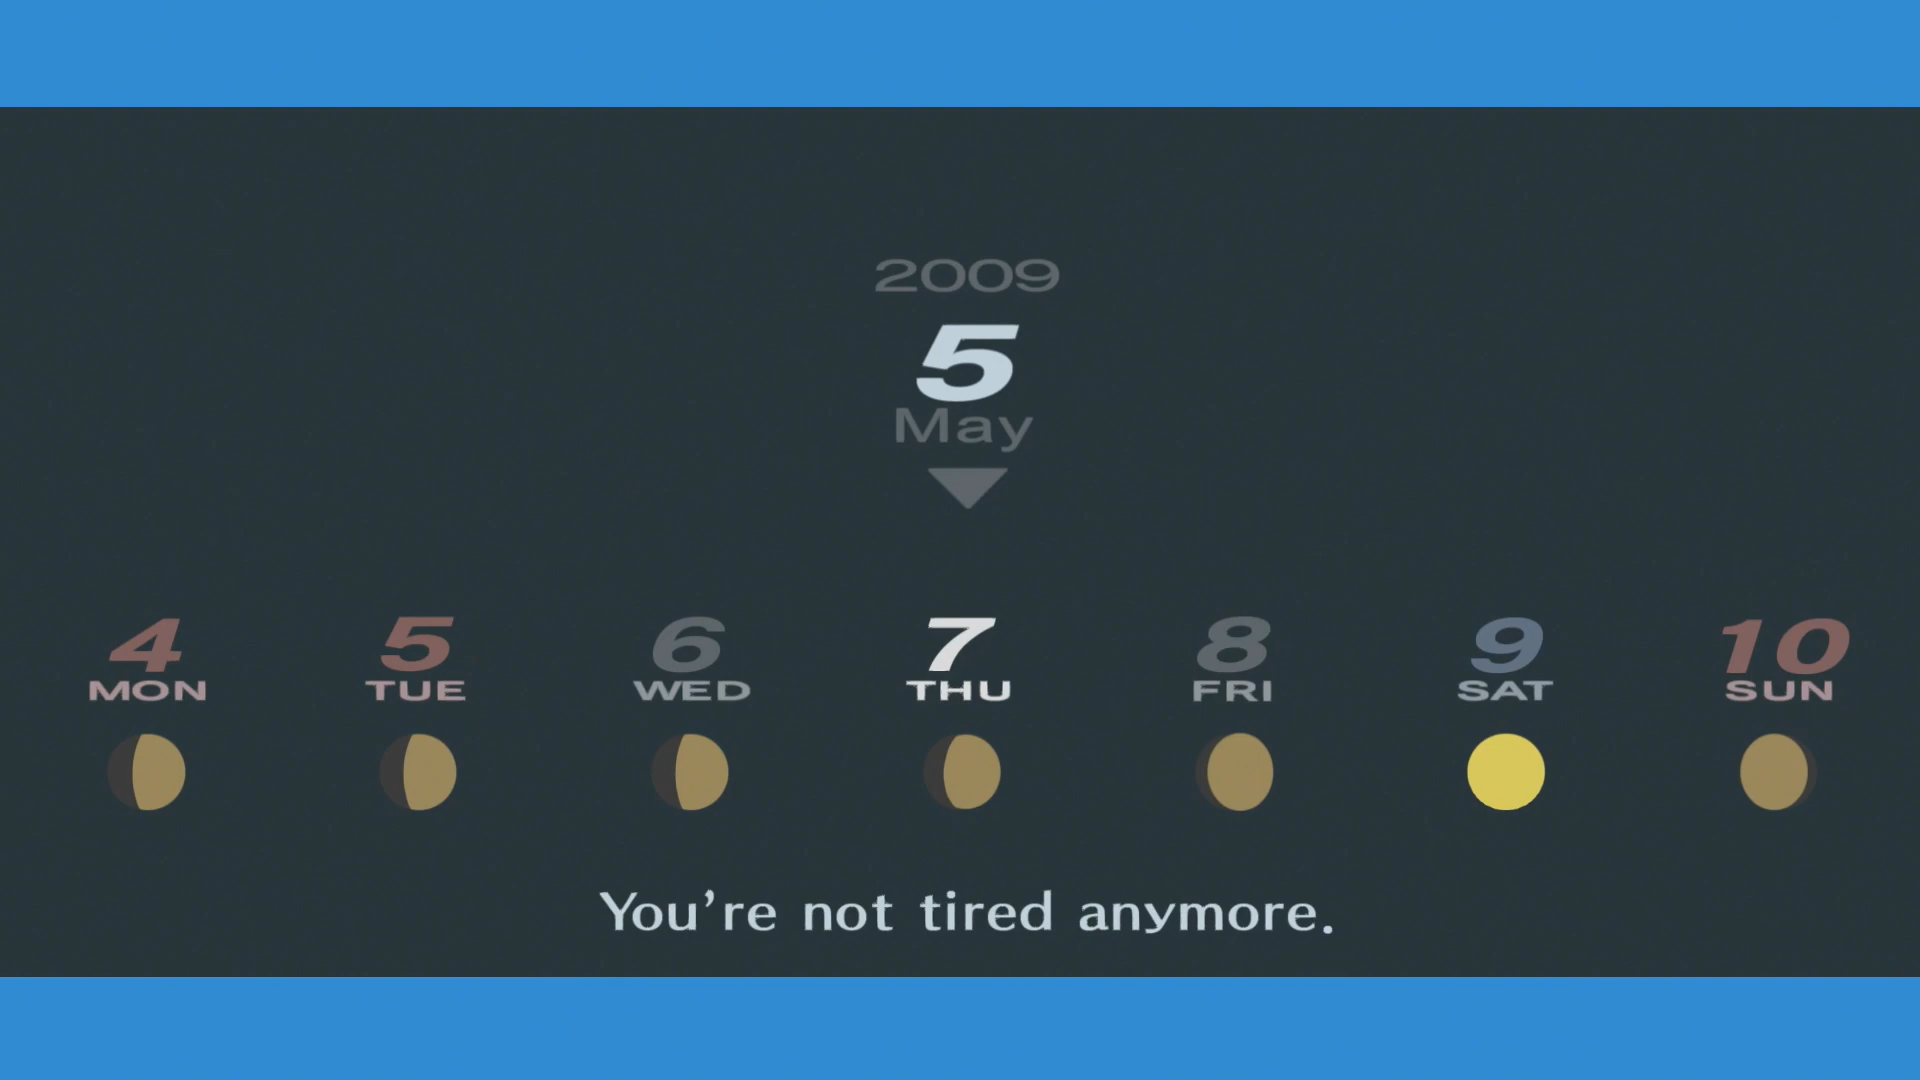 2009
5
May
4 5 6 7 8 9 10
MON TUE WED THU FRI SAT SUN
You're not tired anymore.